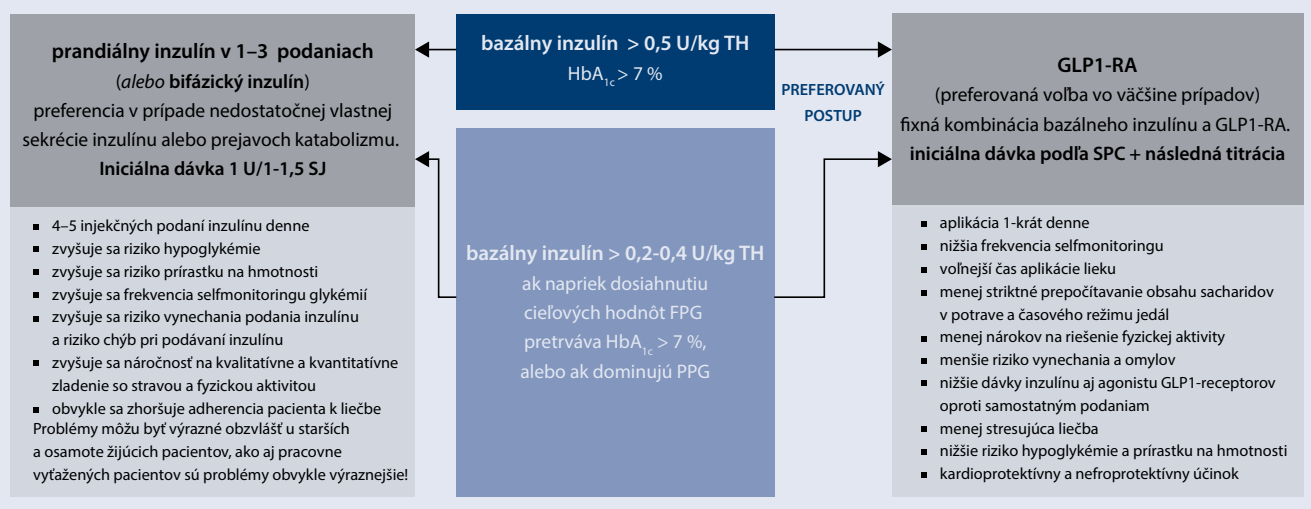 prandiálny inzulín v 1–3 podaniach
(alebo bifázický inzulín)
preferencia v prípade nedostatočnej vlastnej
sekrécie inzulínu alebo prejavoch katabolizmu.
Iniciálna dávka 1 U/1-1,5 SJ
4–5 injekčných podaní inzulínu denne
zvyšuje sa riziko hypoglykémie
zvyšuje sa riziko prírastku na hmotnosti
zvyšuje sa frekvencia selfmonitoringu glykémií
zvyšuje sa riziko vynechania podania inzulínu
a riziko chýb pri podávaní inzulínu
zvyšuje sa náročnosť na kvalitatívne a kvantitatívne
zladenie so stravou a fyzickou aktivitou
obvykle sa zhoršuje adherencia pacienta k liečbe
Problémy môžu byť výrazné obzvlášť u starších
a osamote žijúcich pacientov, ako aj pracovne
vyťažených pacientov sú problémy obvykle výraznejšie!
bazálny inzulín > 0,5 U/kg TH
HbA1c > 7 %
PREFEROVANÝ
POSTUP
bazálny inzulín > 0,2-0,4 U/kg TH
ak napriek dosiahnutiu
cieľových hodnôt FPG
pretrváva HbA1c > 7 %,
alebo ak dominujú PPG
GLP1-RA
(preferovaná voľba vo väčšine prípadov)
fixná kombinácia bazálneho inzulínu a GLP1-RA.
iniciálna dávka podľa SPC + následná titrácia
aplikácia 1-krát denne
nižšia frekvencia selfmonitoringu
voľnejší čas aplikácie lieku
menej striktné prepočítavanie obsahu sacharidov
v potrave a časového režimu jedál
menej nárokov na riešenie fyzickej aktivity
menšie riziko vynechania a omylov
nižšie dávky inzulínu aj agonistu GLP1-receptorov
oproti samostatným podaniam
menej stresujúca liečba
nižšie riziko hypoglykémie a prírastku na hmotnosti
kardioprotektívny a nefroprotektívny účinok